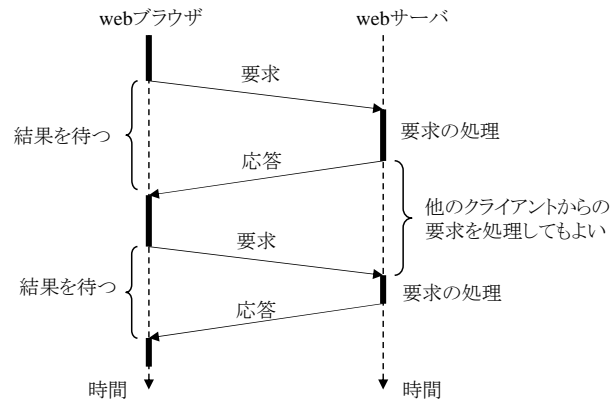 webブラウザ
webサーバ
要求
結果を待つ
要求の処理
応答
他のクライアントからの
要求を処理してもよい
要求
結果を待つ
要求の処理
応答
時間
時間